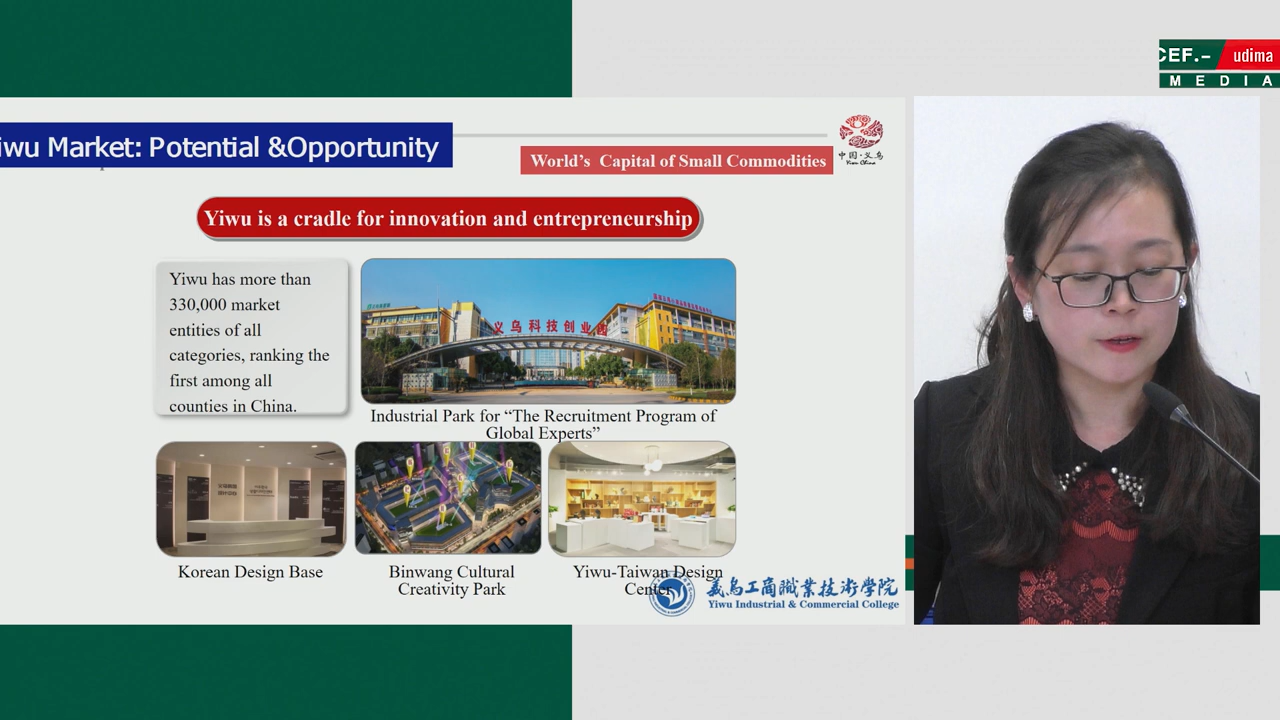 CEF.– udima
MEDIA
iwu Market: Potential &Opportunity
World's Capital of Small Commodities
中国·义乌
Yiwu China
Yiwu is a cradle for innovation and entrepreneurship
Yiwu has more than
330,000 market
entities of all
categories, ranking the
first among all
counties in China.
义乌科技创业园
Industrial Park for “The Recruitment Program of
Global Experts”
Korean Design Base
Binwang Cultural
Creativity Park
Yiwu-Taiwan Design
Center
義烏工商職業技術學院
Yiwu Industrial & Commercial College